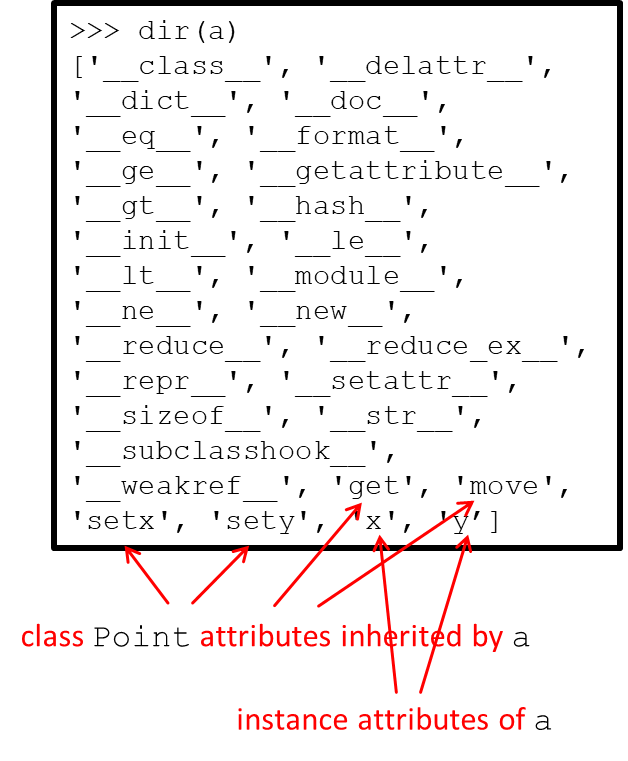 >>> dir(a)
['__class__', '__delattr__',
'__dict__', '__doc__',
'__eq__', '__format__',
'__ge__', '__getattribute__',
'__gt__', '__hash__',
'__init__', '__le__',
'__lt__', '__module__',
'__ne__', '__new__',
'__reduce__', '__reduce_ex__',
'__repr__', '__setattr__',
'__sizeof__', '__str__',
'__subclasshook__',
'__weakref__', 'get', 'move',
'setx', 'sety', 'x', 'y’]
class Point attributes inherited by a
instance attributes of a